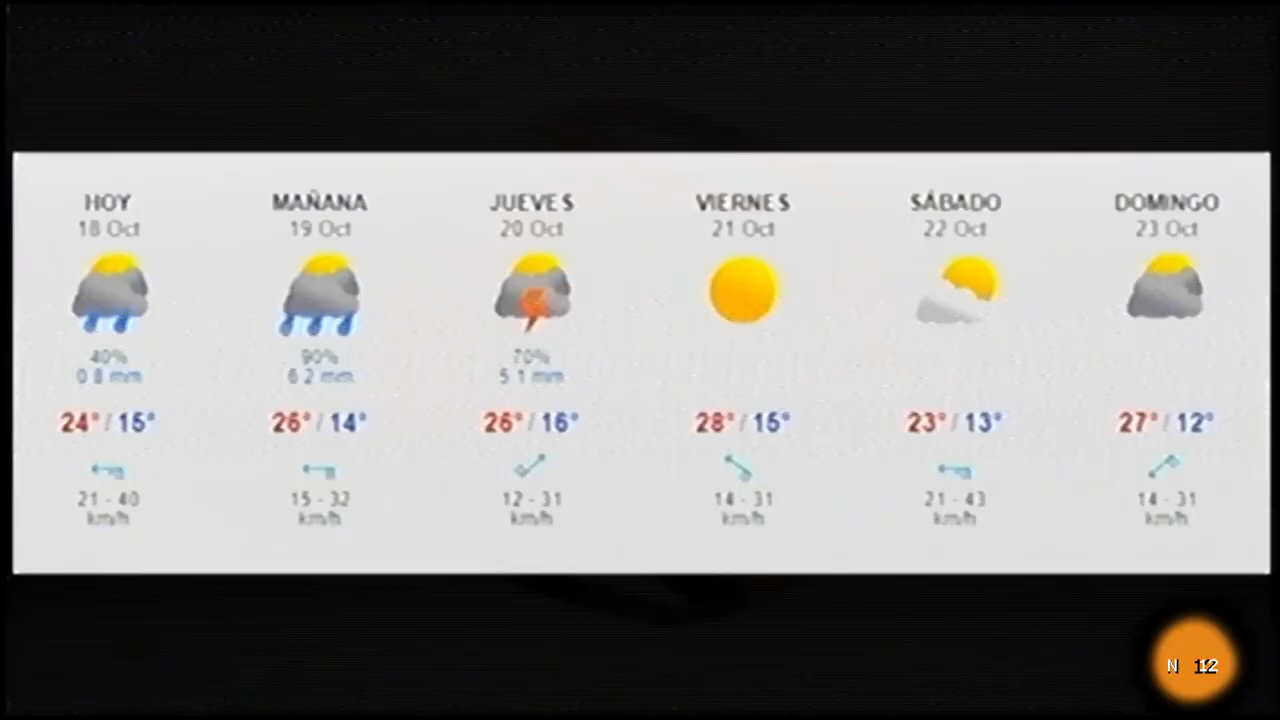 HOY
18 Oct
40%
0.8 mm
24° / 15°
21 - 40
km/h
MAÑANA
19 Oct
90%
6.2 mm
26° / 14°
15 - 32
km/h
JUEVES
20 Oct
70%
5.1 mm
26° / 16°
12 - 31
km/h
VIERNES
21 Oct
28° / 15°
14 - 31
km/h
SÁBADO
22 Oct
23° / 13°
21 - 43
km/h
DOMINGO
23 Oct
27° / 12°
14 - 31
km/h
N 12